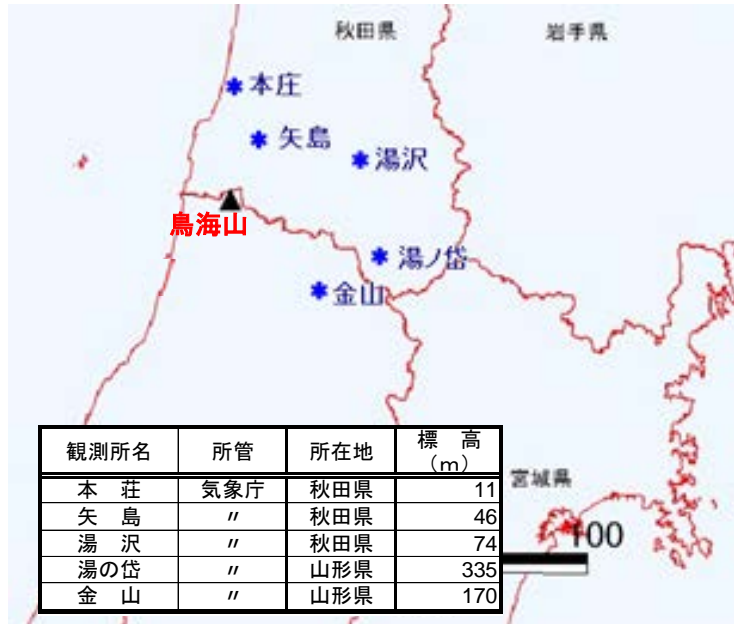 秋田県
岩手県
本庄
矢島
湯沢
鳥海山
湯ノ岱
金山
観測所名 所管 所在地 標 高（m）
本 荘 気象庁 秋田県 11
矢 島 〃 秋田県 46
湯 沢 〃 秋田県 74
湯の岱 〃 山形県 335
金 山 〃 山形県 170
宮城県
100